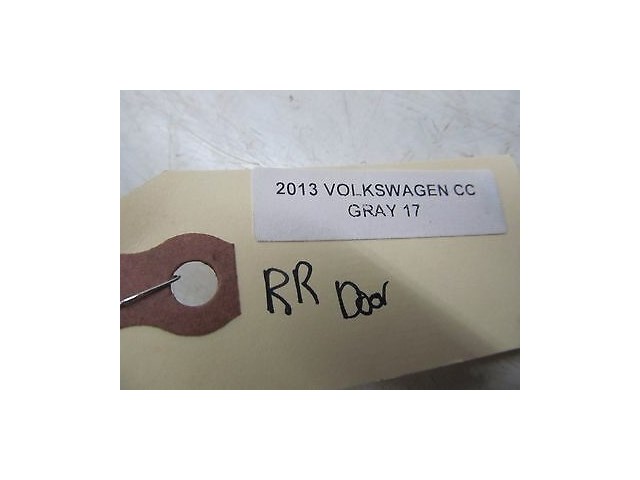 2013 VOLKSWAGEN CC
GRAY 17
RR Door